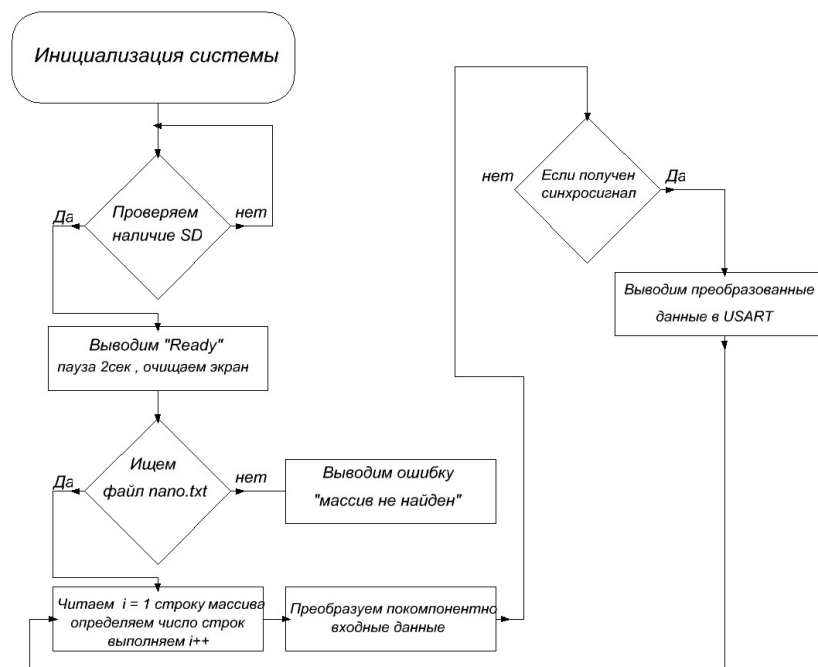 Инициализация системы
Проверяем
наличие SD
Да
нет
Выводим "Ready"
пауза 2сек , очищаем экран
Ищем
файл nano.txt
Да
нет
Выводим ошибку
"массив не найден"
Читаем i = 1 строку массива
определяем число строк
выполняем i++
Преобразуем покомпонентно
входные данные
Если получен
синхросигнал
нет
Да
Выводим преобразованные
данные в USART